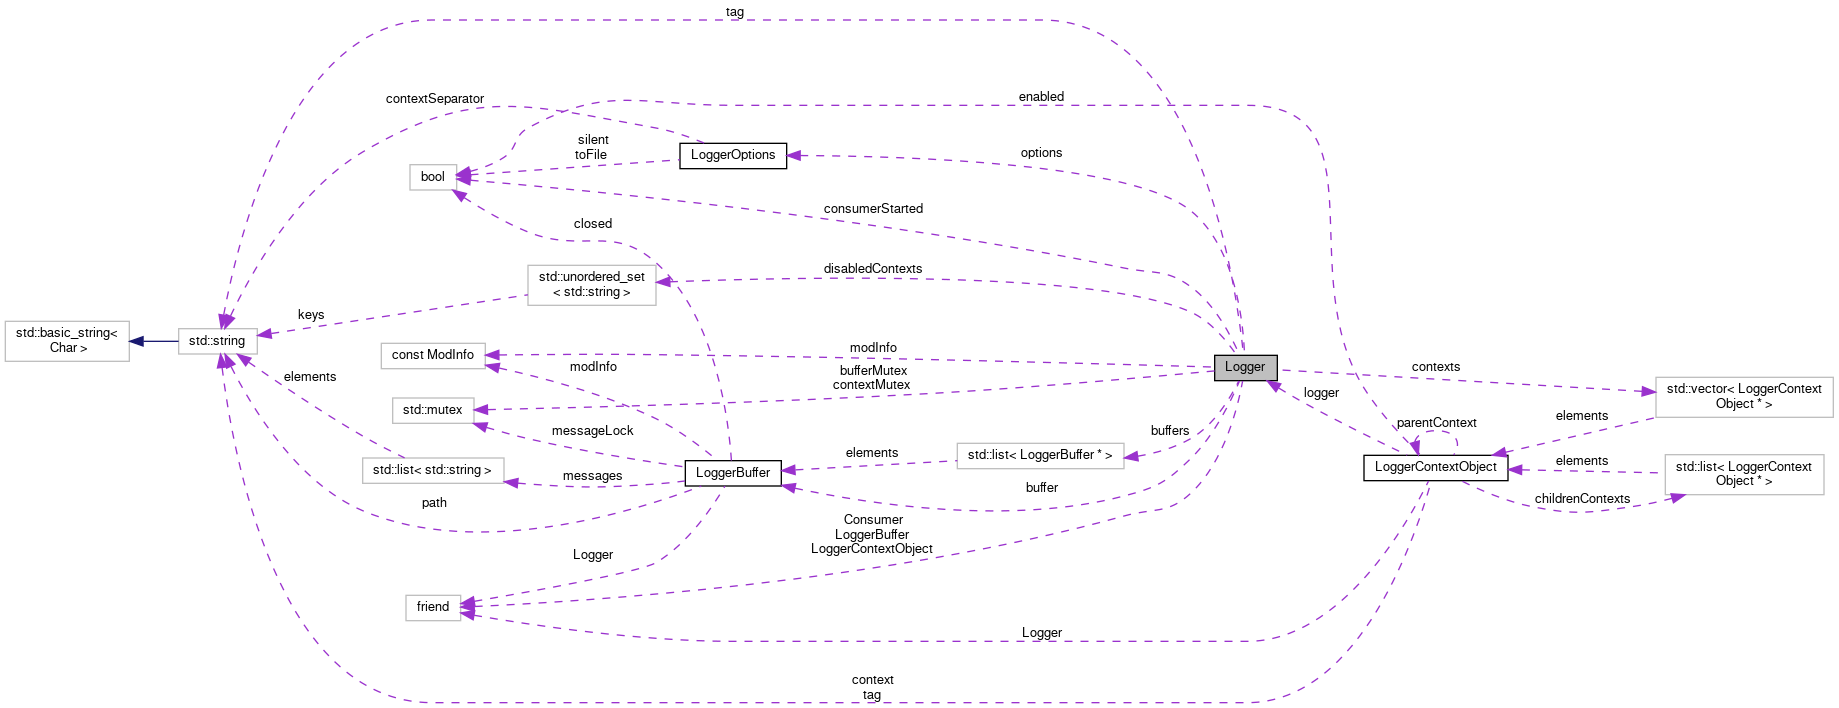 tag
contextSeparator
enabled
silent
toFile
LoggerOptions
options
bool
consumerStarted
closed
disabledContexts
std::unordered_set
< std::string >
keys
std::basic_string<
Char >
std::string
const ModInfo
modInfo
modInfo
Logger
contexts
bufferMutex
contextMutex
elements
std::mutex
logger
std::vector< LoggerContext
Object * >
elements
parentContext
messageLock
buffers
std::list< std::string >
LoggerBuffer
elements
std::list< LoggerBuffer * >
LoggerContextObject
elements
std::list< LoggerContext
Object * >
messages
buffer
childrenContexts
path
Consumer
LoggerBuffer
LoggerContextObject
Logger
friend
Logger
context
tag